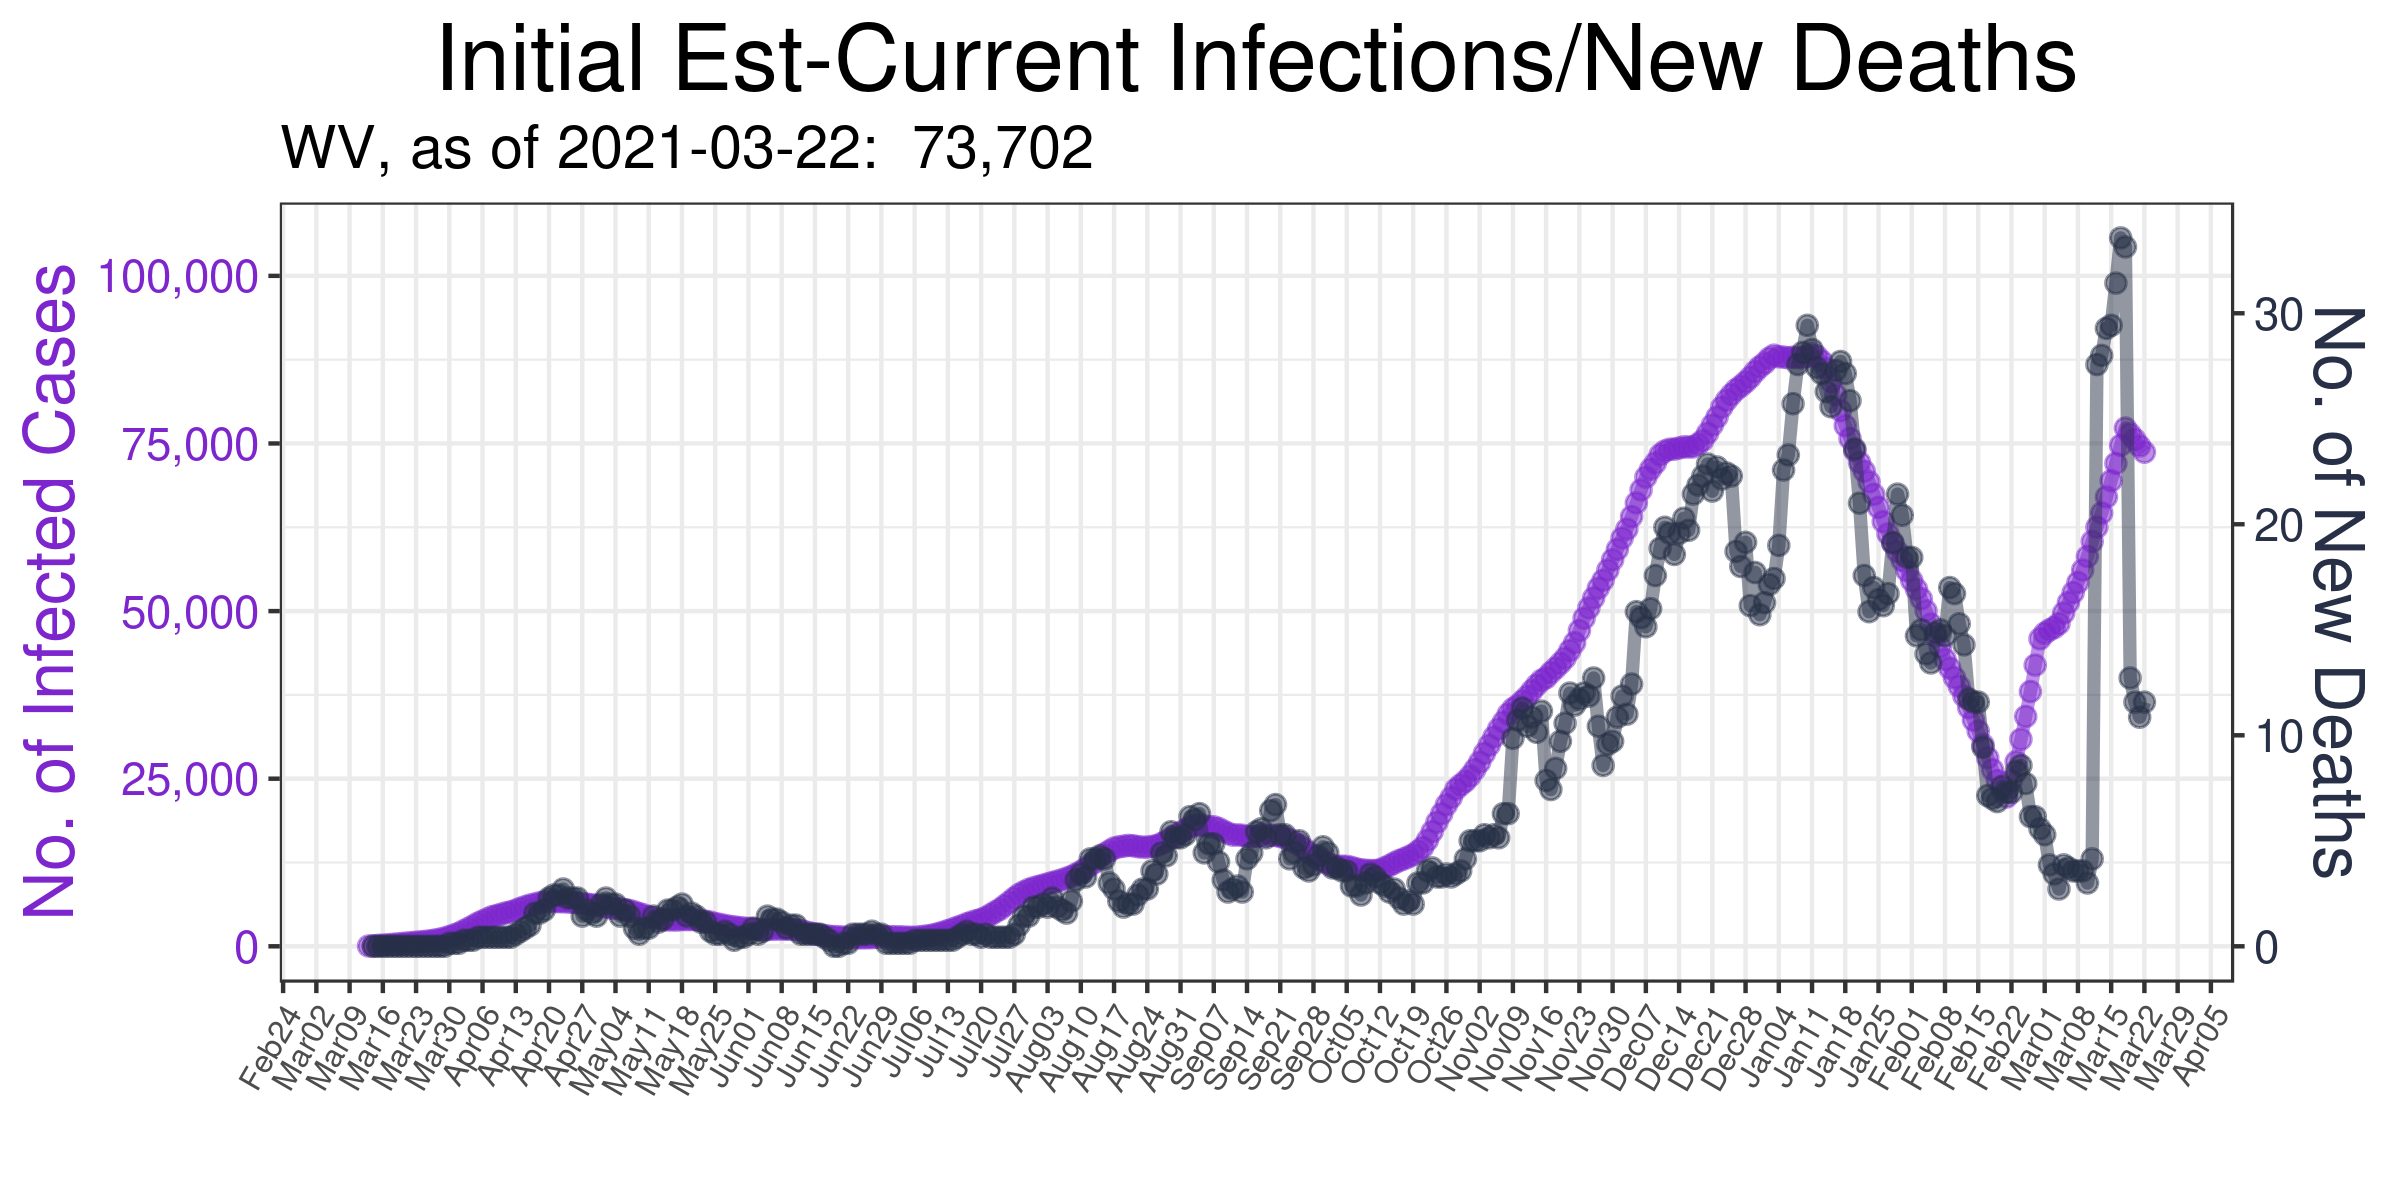 Initial Est-Current Infections/New Deaths
WV, as of 2021-03-22:  73,702
No. of Infected Cases
100,000
75,000
50,000
25,000
0
30
20
10
0
No. of New Deaths
Feb24
Mar02
Mar09
Mar16
Mar23
Mar30
Apr06
Apr13
Apr20
Apr27
May04
May11
May18
May25
Jun01
Jun08
Jun15
Jun22
Jun29
Jul06
Jul13
Jul20
Jul27
Aug03
Aug10
Aug17
Aug24
Aug31
Sep07
Sep14
Sep21
Sep28
Oct05
Oct12
Oct19
Oct26
Nov02
Nov09
Nov16
Nov23
Nov30
Dec07
Dec14
Dec21
Dec28
Jan04
Jan11
Jan18
Jan25
Feb01
Feb08
Feb15
Feb22
Mar01
Mar08
Mar15
Mar22
Mar29
Apr05